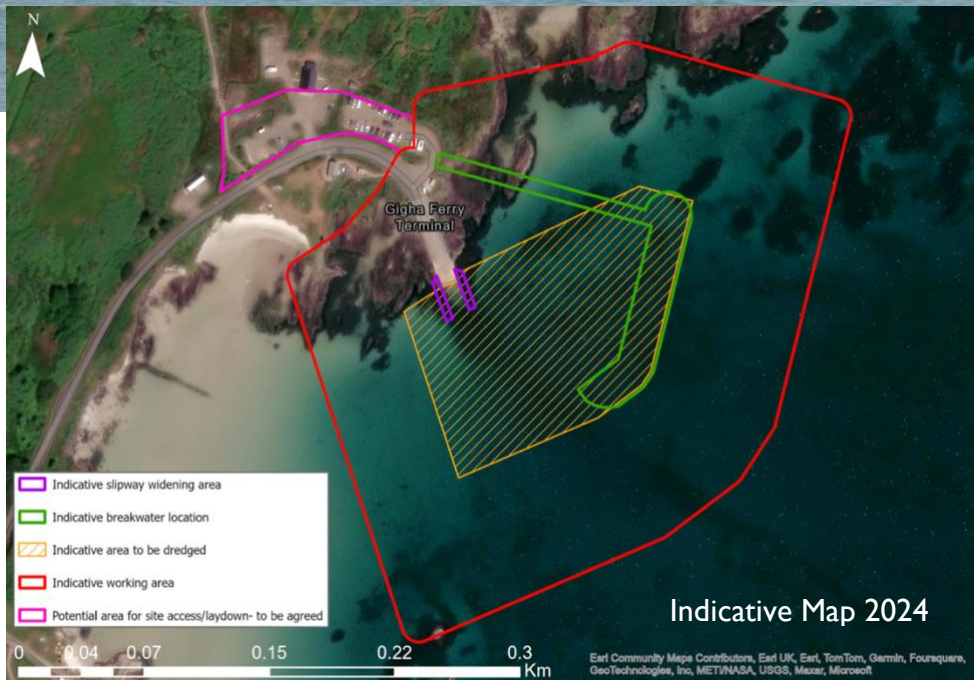 N
Gigha Ferry
Terminal
Indicative slipway widening area
Indicative breakwater location
Indicative area to be dredged
Indicative working area
Potential area for site access/laydown- to be agreed
Indicative Map 2024
0 0.04 0.07 0.15 0.22 0.3
Km
Esri Community Maps Contributors, Esri UK, Esri, TomTom, Garmin, Foursquare,
GeoTechnologies, Inc, METI/NASA, USGS, Maxar, Microsoft